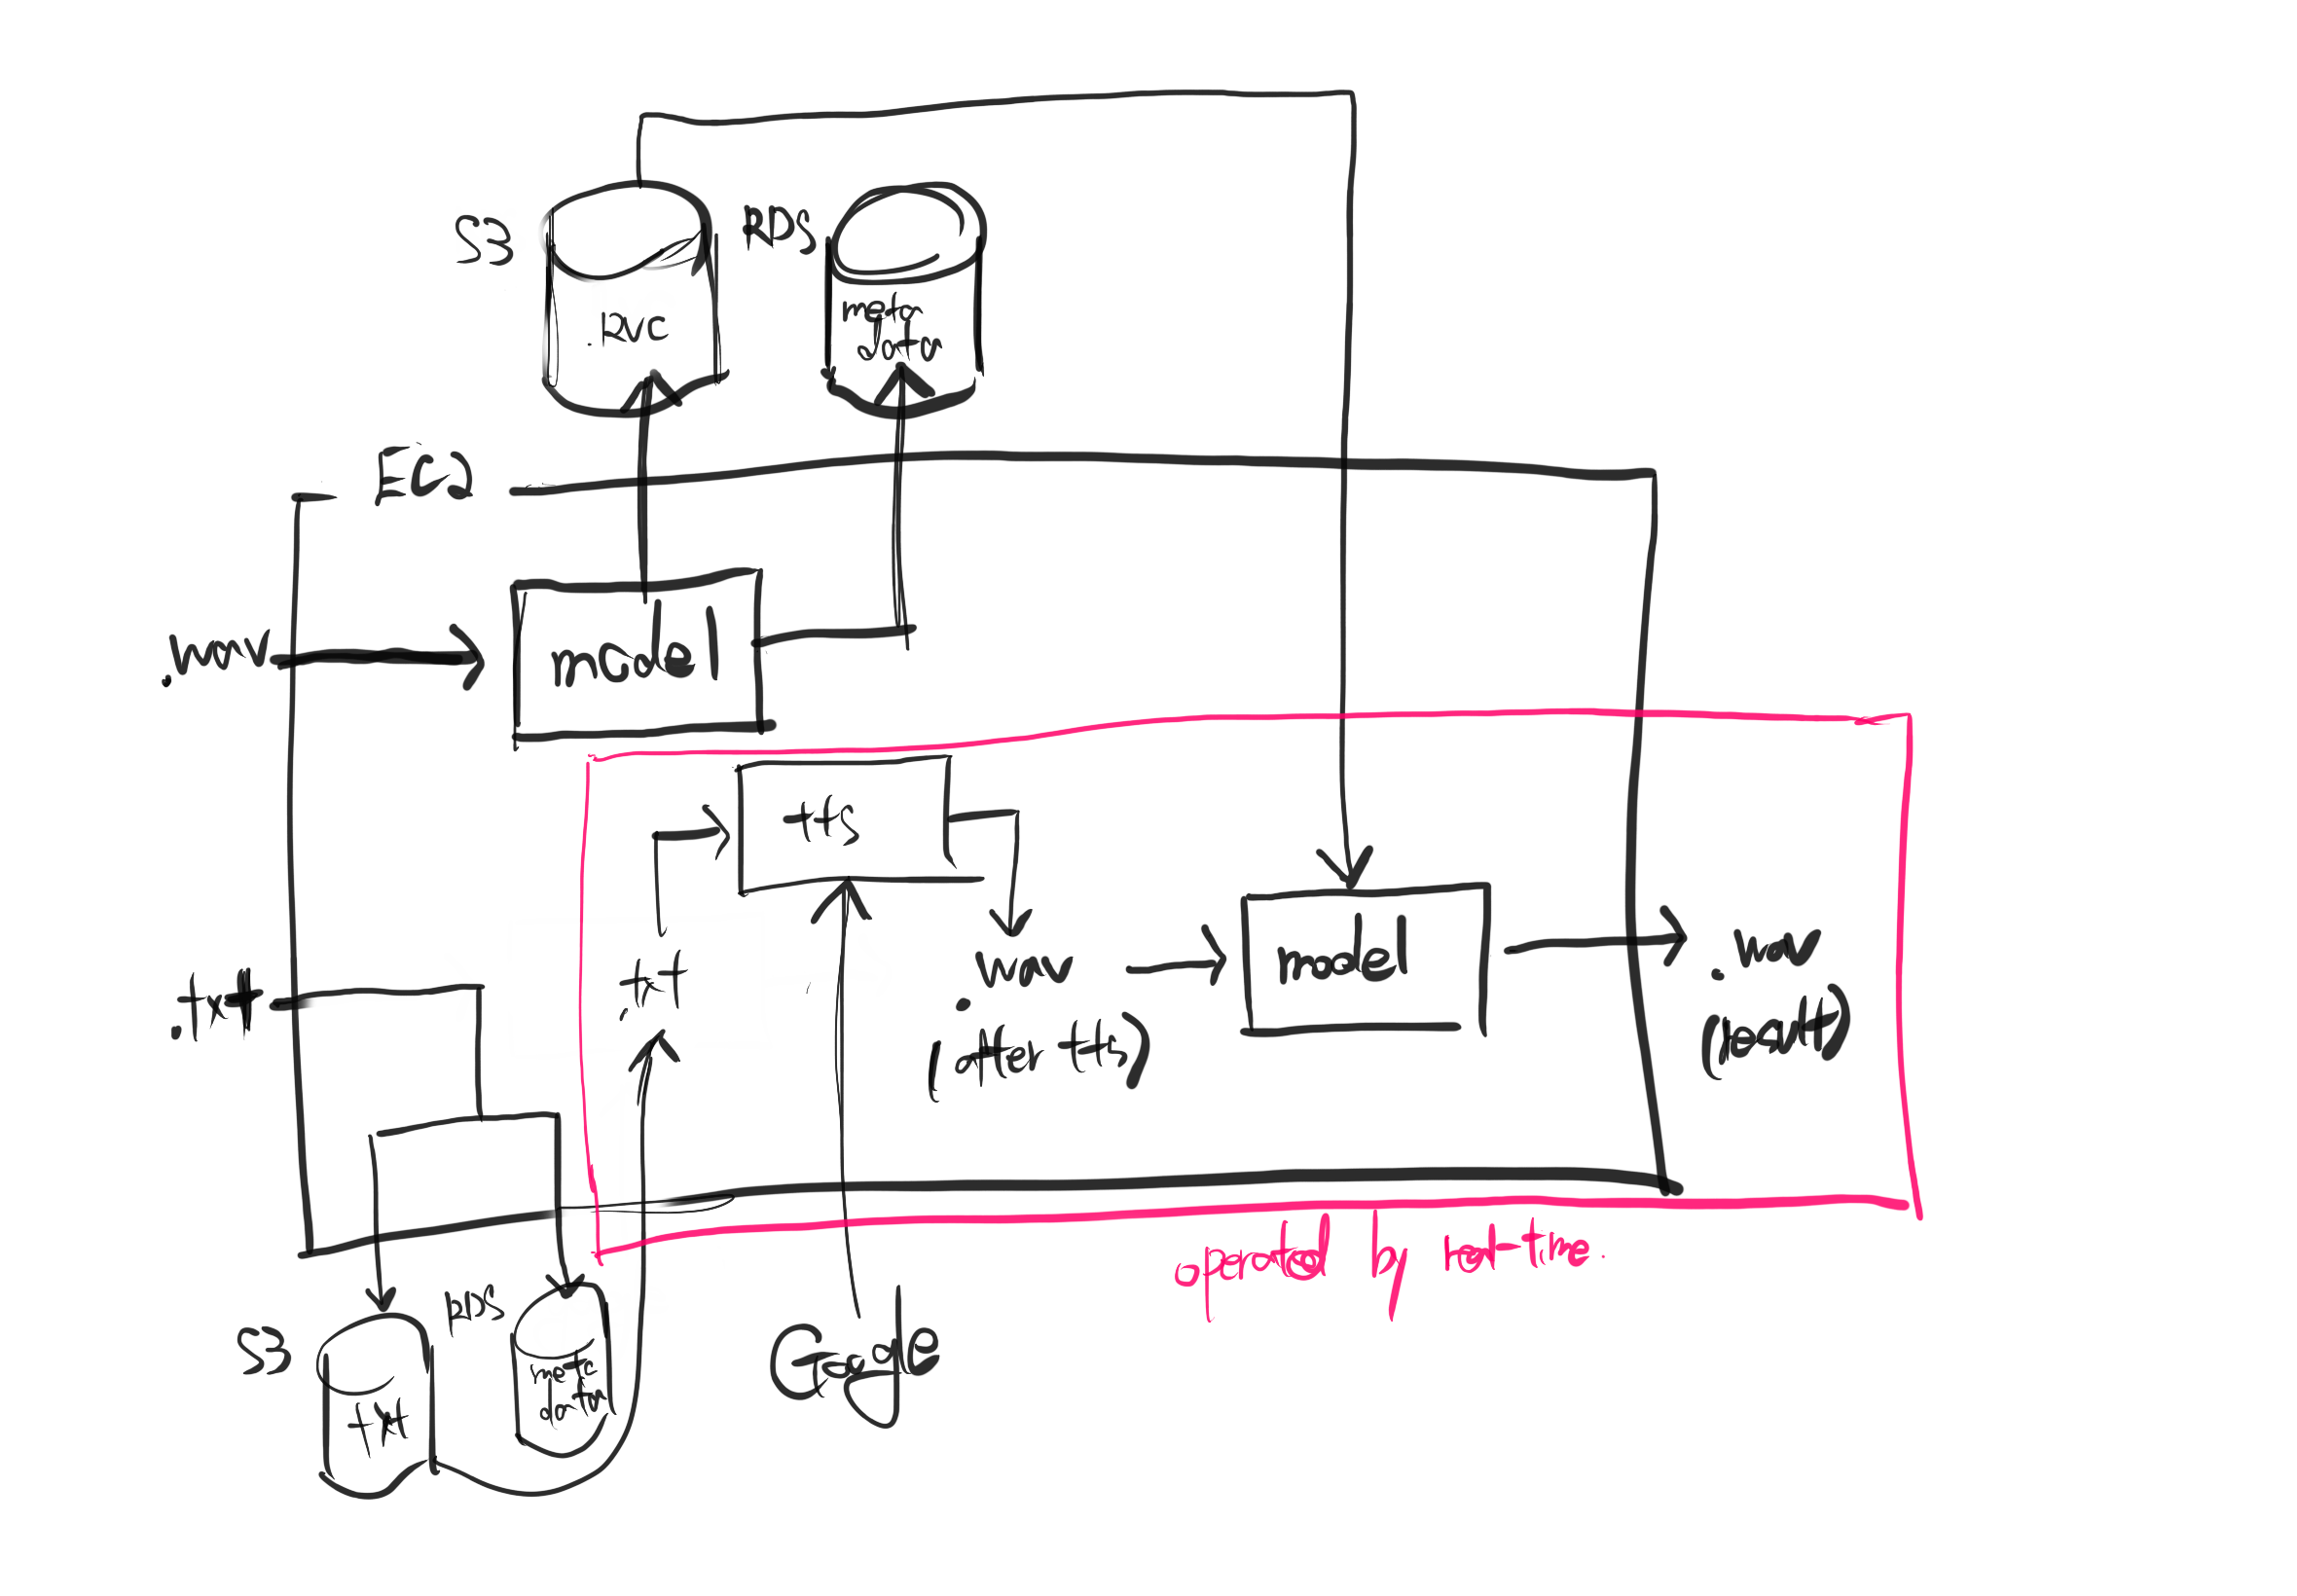 S3
RDS
.RVC
meta
data
EC2
.wav
model
tts
.txt
.txt
.wav
(after tts)
model
.wav
(result)
operated by real-time.
S3
RDS
txt
meta
data
Google